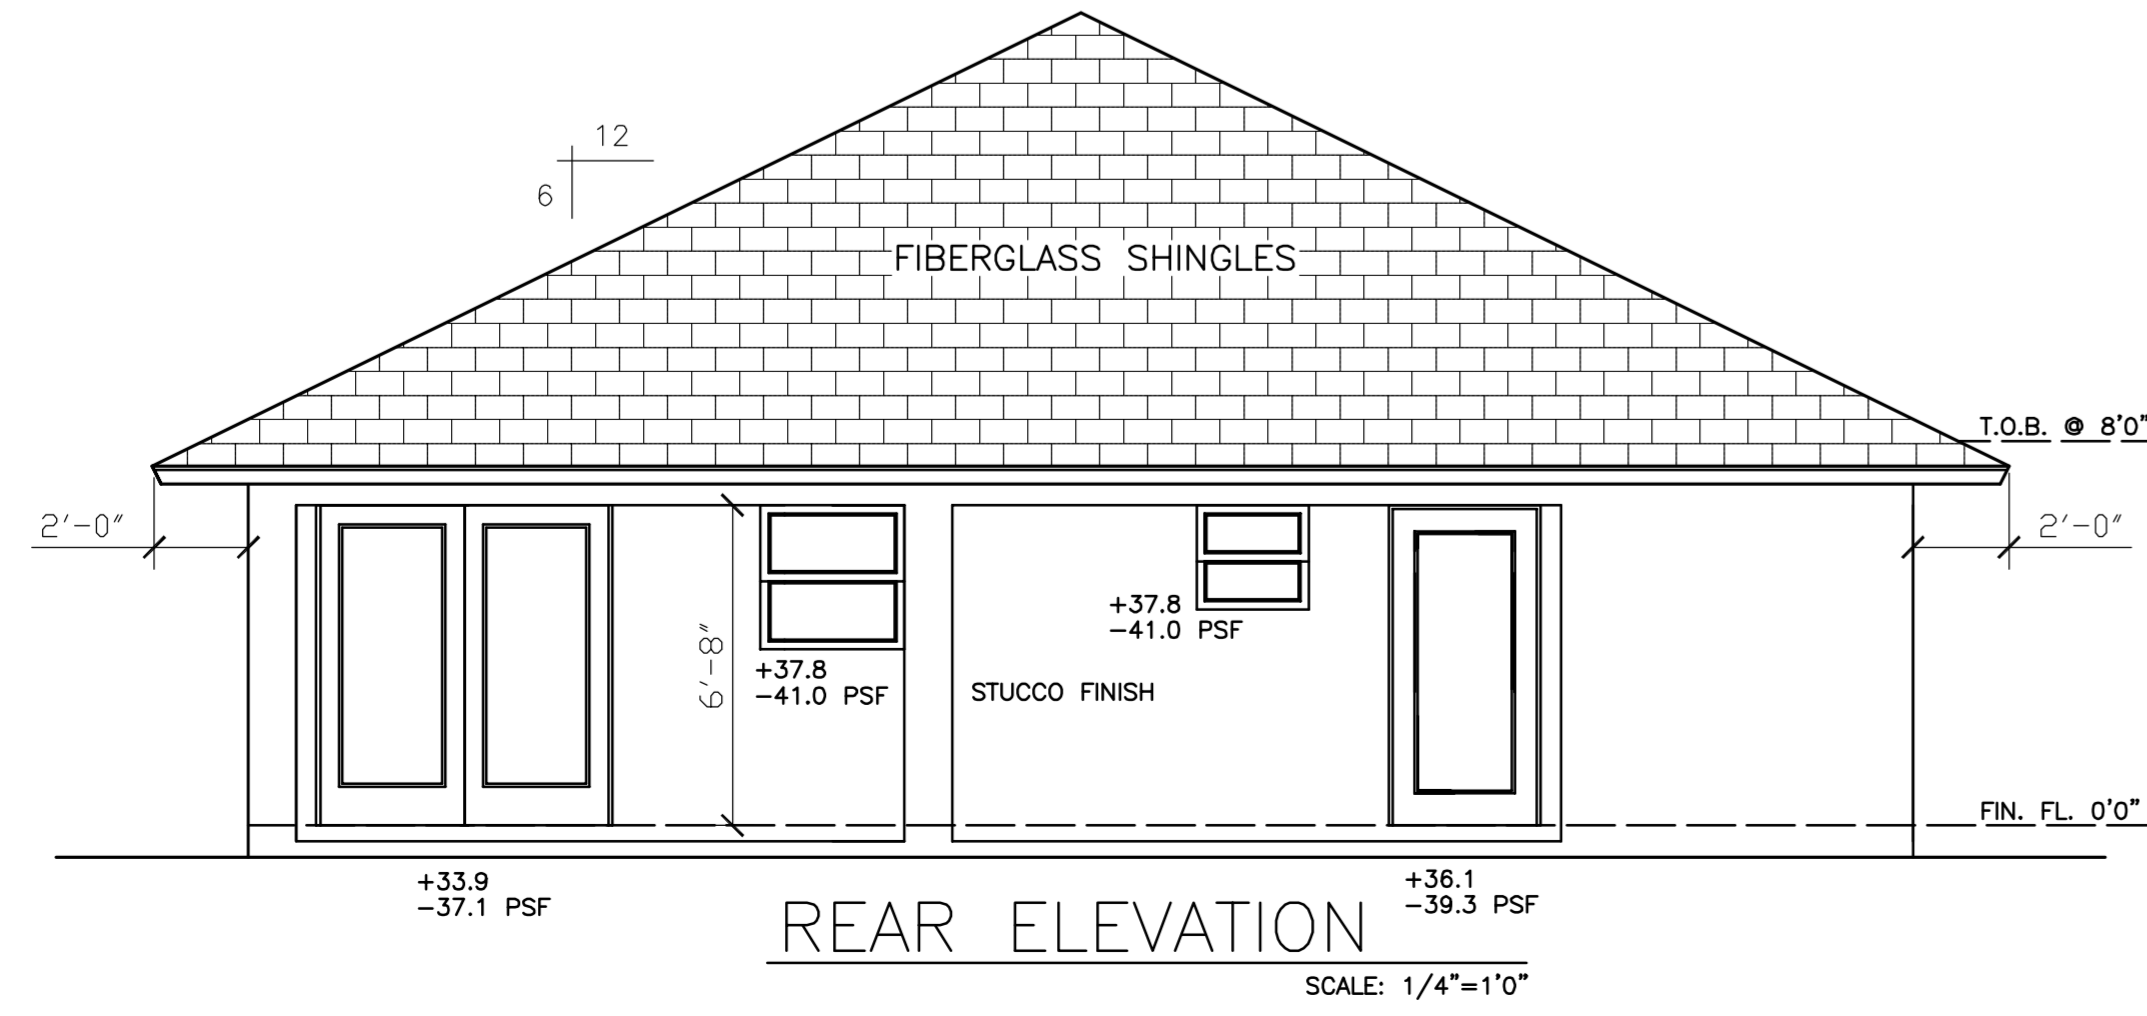 12
6
FIBERGLASS SHINGLES
T.O.B. @ 8'0"
2'-0"
2'-0"
6'-8"
+37.8
-41.0 PSF
+37.8
-41.0 PSF
STUCCO FINISH
FIN. FL. 0'0"
+33.9
-37.1 PSF
+36.1
-39.3 PSF
REAR ELEVATION
SCALE: 1/4"=1'0"